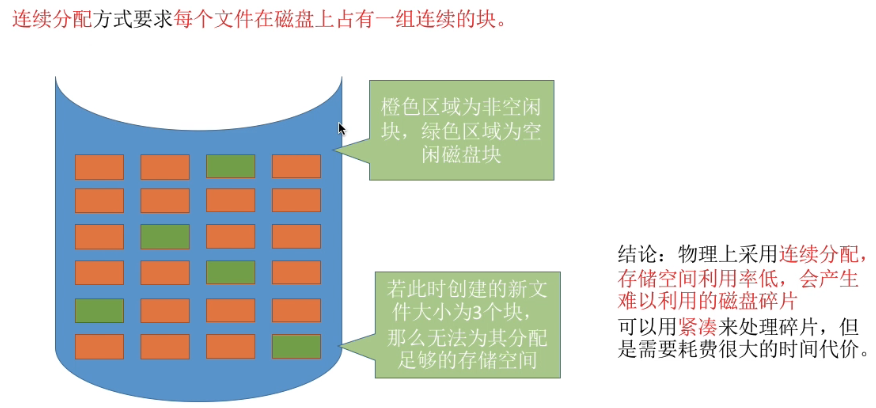 连续分配方式要求每个文件在磁盘上占有一组连续的块。
橙色区域为非空闲
块，绿色区域为空
闲磁盘块
若此时创建的新文
件大小为3个块，
那么无法为其分配
足够的存储空间
结论：物理上采用连续分配，
存储空间利用率低，会产生
难以利用的磁盘碎片
可以用紧凑来处理碎片，但
是需要耗费很大的时间代价。